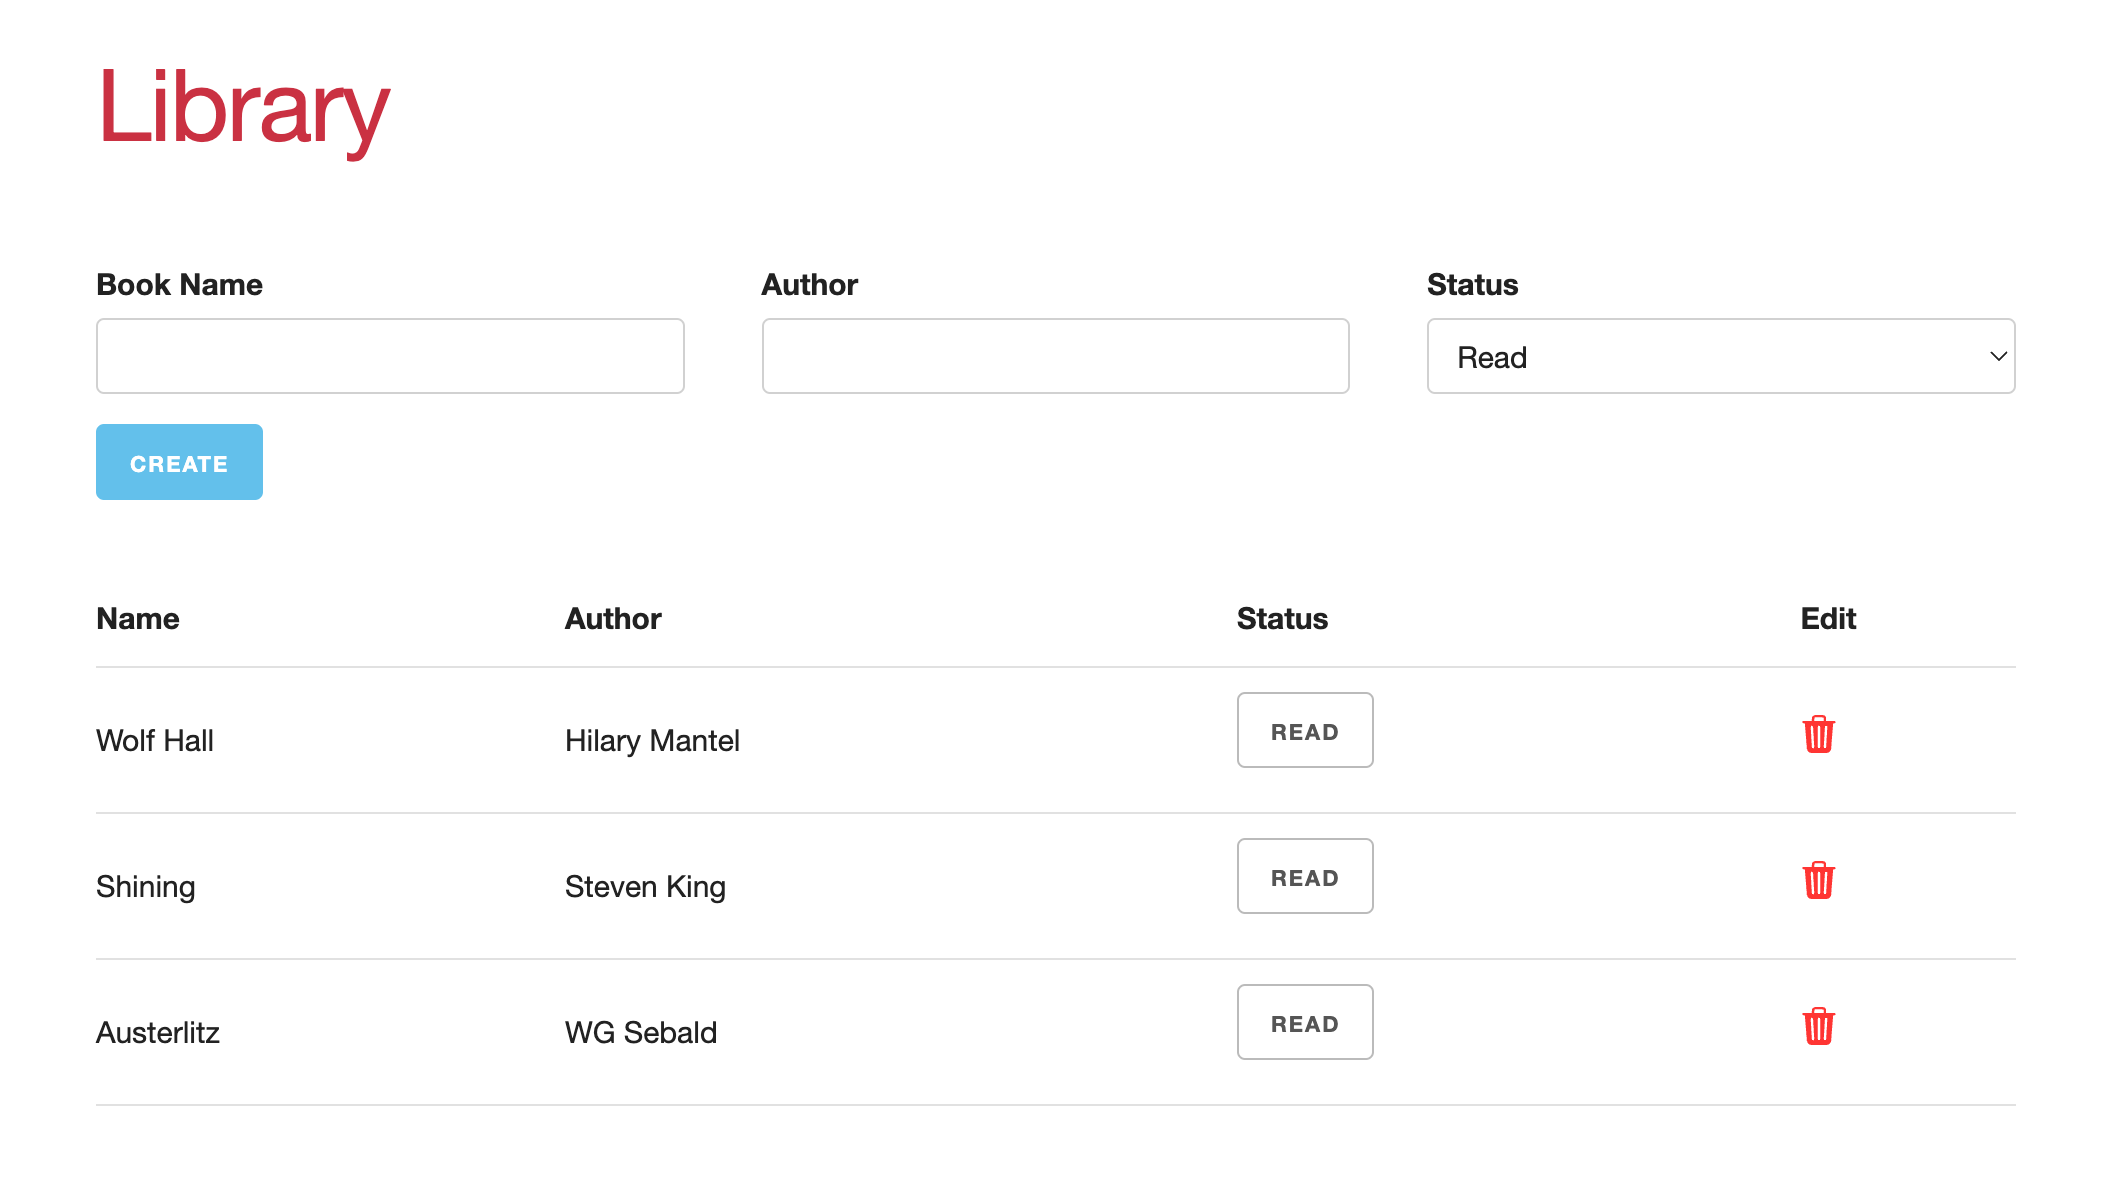 Library
Book Name Author Status
Read
CREATE
Name Author Status Edit
Wolf Hall Hilary Mantel READ
Shining Steven King READ
Austerlitz WG Sebald READ